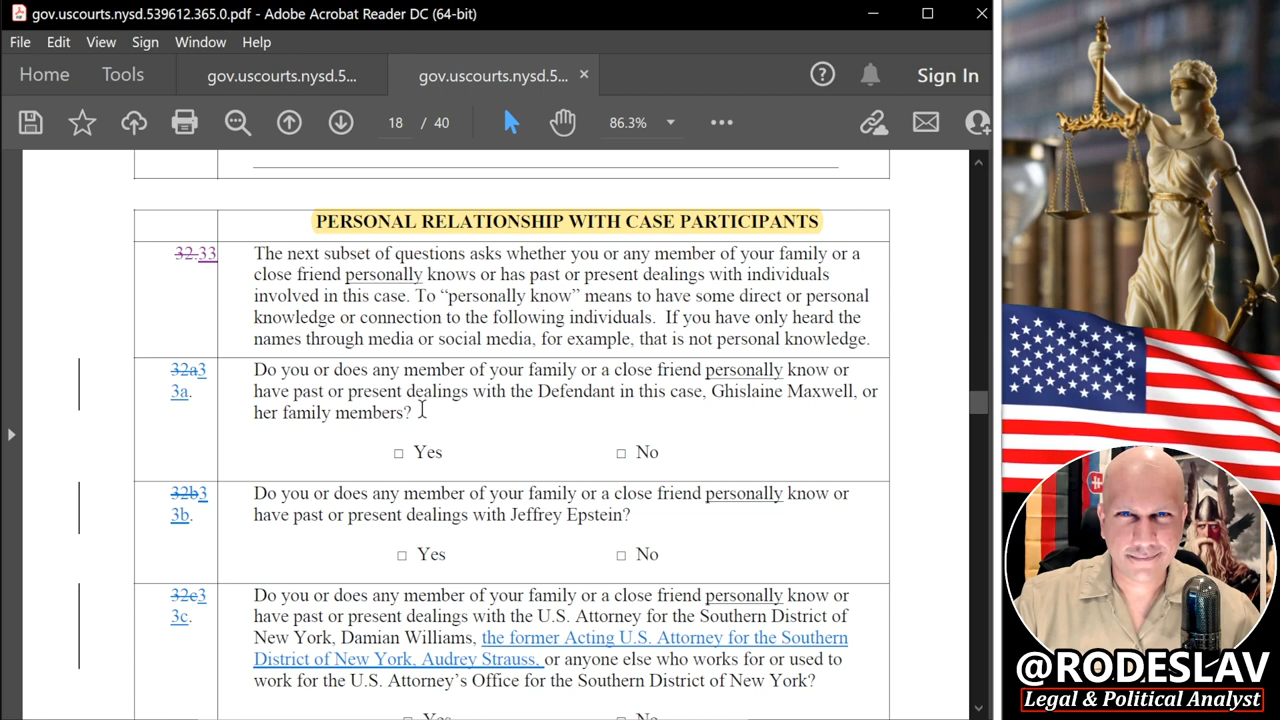 gov.uscourts.nysd.539612.365.0.pdf - Adobe Acrobat Reader DC (64-bit)
File Edit View Sign Window Help
Home Tools gov.uscourts.nysd.5... gov.uscourts.nysd.5... × Sign In
18 / 40 86.3%
PERSONAL RELATIONSHIP WITH CASE PARTICIPANTS
32.33 The next subset of questions asks whether you or any member of your family or a
close friend personally knows or has past or present dealings with individuals
involved in this case. To “personally know” means to have some direct or personal
knowledge or connection to the following individuals. If you have only heard the
names through media or social media, for example, that is not personal knowledge.
32a3 Do you or does any member of your family or a close friend personally know or
3a. have past or present dealings with the Defendant in this case, Ghislaine Maxwell, or
her family members?
□ Yes □ No
32b3 Do you or does any member of your family or a close friend personally know or
3b. have past or present dealings with Jeffrey Epstein?
□ Yes □ No
32c3 Do you or does any member of your family or a close friend personally know or
3c. have past or present dealings with the U.S. Attorney for the Southern District of
New York, Damian Williams, the former Acting U.S. Attorney for the Southern
District of New York, Audrey Strauss, or anyone else who works for or used to
work for the U.S. Attorney’s Office for the Southern District of New York?
□ Yes □ No
@RODESLAV
Legal & Political Analyst